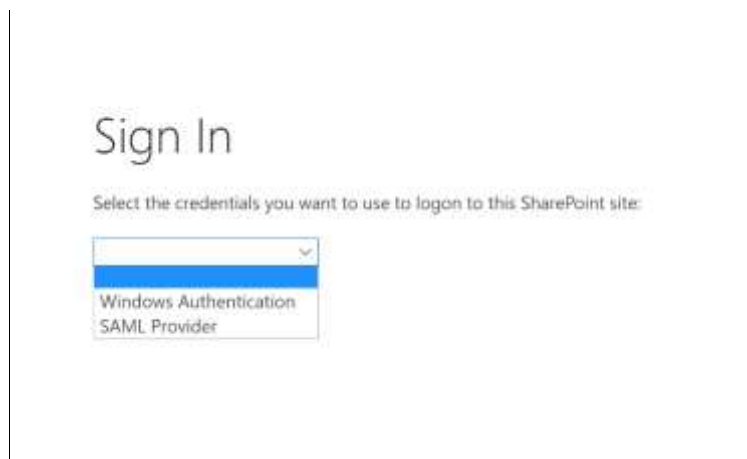 Sign In
Select the credentials you want to use to logon to this SharePoint site:
Windows Authentication
SAML Provider